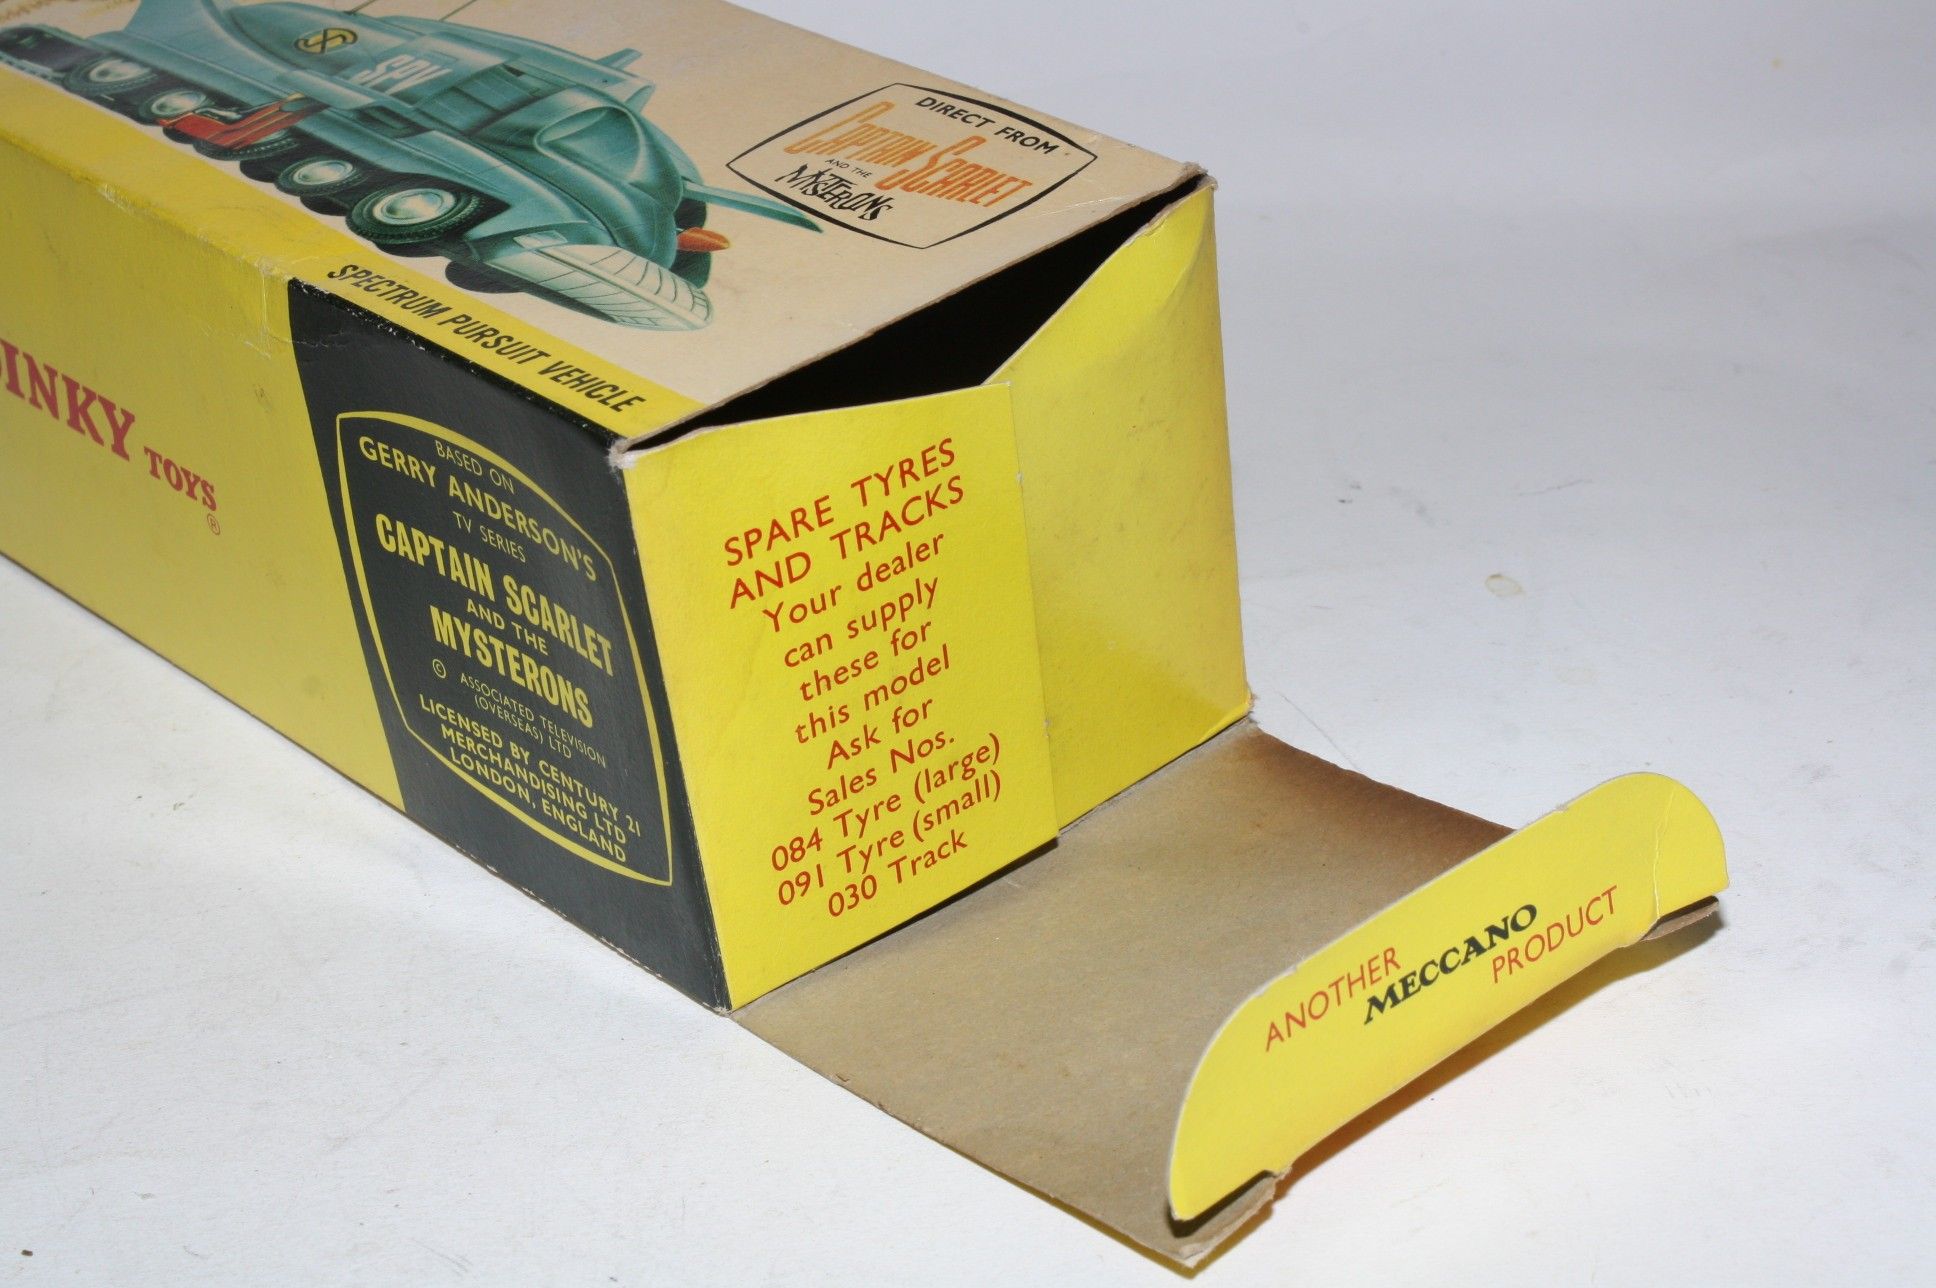 S
SPV
DIRECT FROM
CAPTAIN SCARLET
AND THE
MYSTERONS
SPECTRUM PURSUIT VEHICLE
INKY TOYS ®
BASED ON
GERRY ANDERSON'S
TV SERIES
CAPTAIN SCARLET
AND THE
MYSTERONS
© ASSOCIATED TELEVISION
(OVERSEAS) LTD
LICENSED BY CENTURY 21
MERCHANDISING LTD
LONDON, ENGLAND
SPARE TYRES
AND TRACKS
Your dealer
can supply
these for
this model
Ask for
Sales Nos.
084 Tyre (large)
091 Tyre (small)
030 Track
ANOTHER
MECCANO
PRODUCT